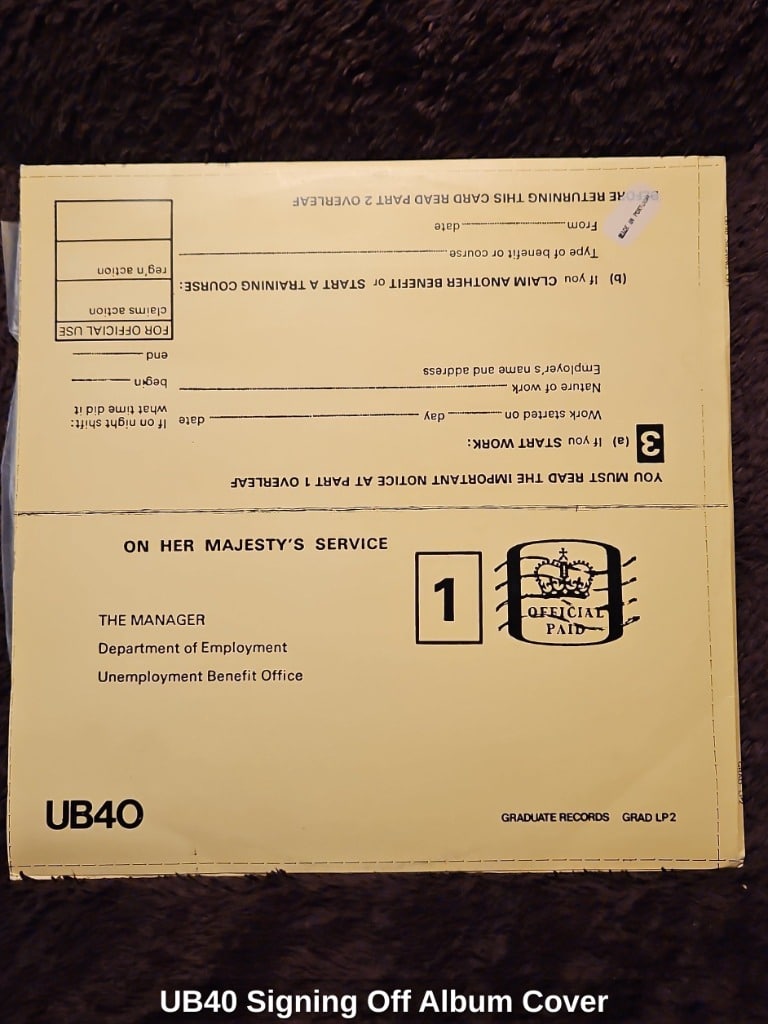 YOU MUST READ THE IMPORTANT NOTICE AT PART 1 OVERLEAF
3 (a) If you START WORK:
Work started on day date
If on night shift:
what time did it
begin
end
Nature of work
Employer's name and address
FOR OFFICIAL USE
claims action
reg'n action
(b) If you CLAIM ANOTHER BENEFIT or START A TRAINING COURSE:
Type of benefit or course
From date
BEFORE RETURNING THIS CARD READ PART 2 OVERLEAF
ON HER MAJESTY'S SERVICE
1
OFFICIAL
PAID
THE MANAGER
Department of Employment
Unemployment Benefit Office
UB40
GRADUATE RECORDS GRAD LP2
UB40 Signing Off Album Cover